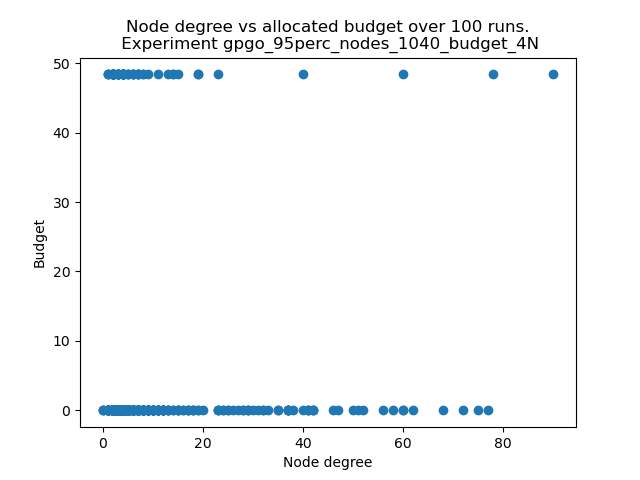 Node degree vs allocated budget over 100 runs.
Experiment gpgo_95perc_nodes_1040_budget_4N
50
40
30
20
10
0
Budget
0 20 40 60 80
Node degree